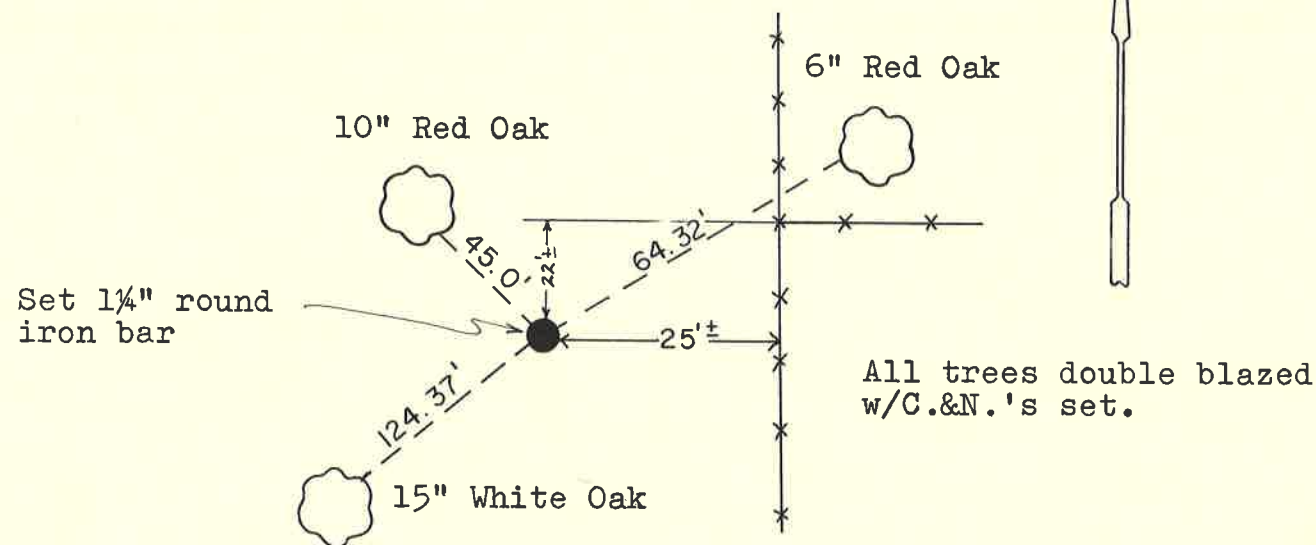 6" Red Oak
10" Red Oak
45.0'
22'±
64.32'
Set 1¼" round
iron bar
25'±
124.37'
All trees double blazed
w/C.&N.'s set.
15" White Oak